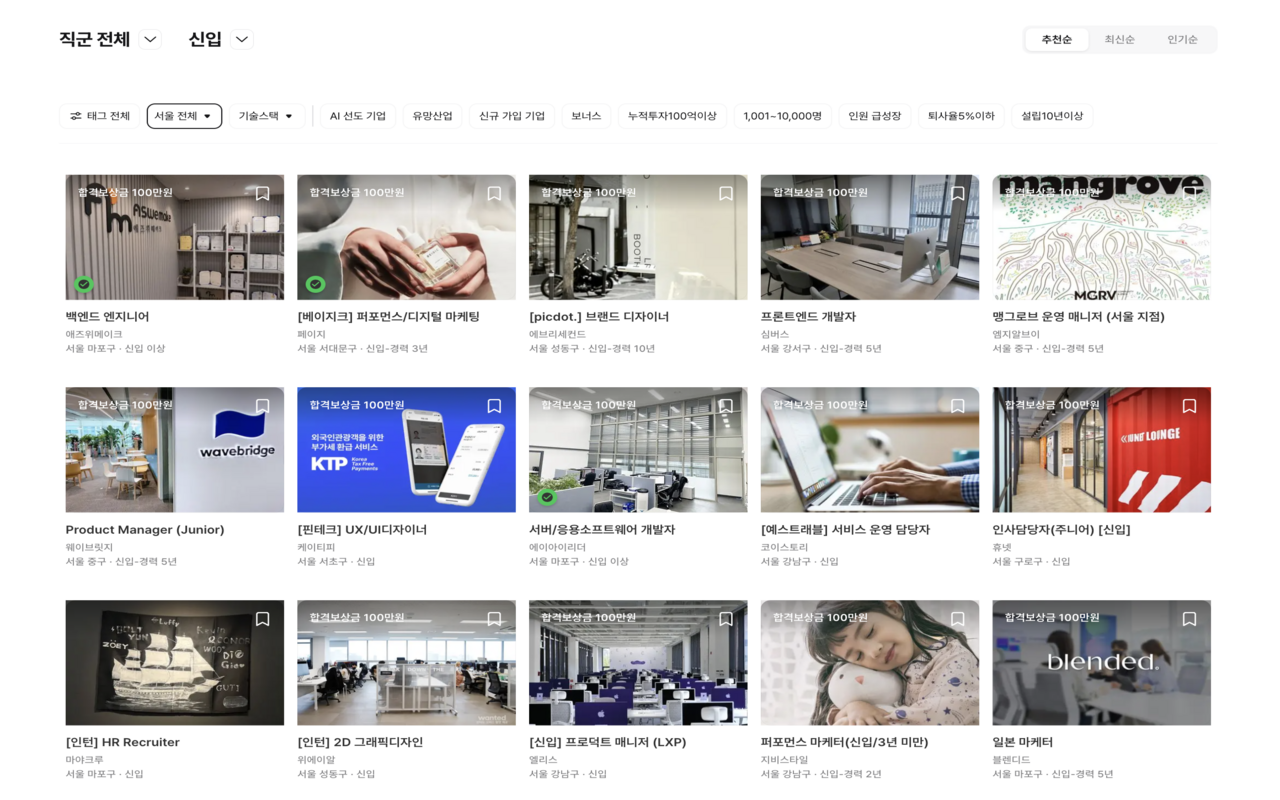 직군 전체
신입
추천순
최신순
인기순
태그 전체
서울 전체
기술스택
AI 선도 기업
유망산업
신규 가입 기업
보너스
누적투자100억이상
1,001~10,000명
인원 급성장
퇴사율5%이하
설립10년이상
합격보상금 100만원
ASwemake
애즈위메이크
백엔드 엔지니어
애즈위메이크
서울 마포구 · 신입 이상
합격보상금 100만원
[베이지크] 퍼포먼스/디지털 마케팅
페이지
서울 서대문구 · 신입-경력 3년
합격보상금 100만원
BOOTH
[picdot.] 브랜드 디자이너
에브리세컨드
서울 성동구 · 신입-경력 10년
합격보상금 100만원
프론트엔드 개발자
심버스
서울 강서구 · 신입-경력 5년
합격보상금 100만원
mangrove
MGRV
맹그로브 운영 매니저 (서울 지점)
엠지알브이
서울 중구 · 신입-경력 5년
합격보상금 100만원
wavebridge
Product Manager (Junior)
웨이브릿지
서울 중구 · 신입-경력 5년
합격보상금 100만원
외국인관광객을 위한
부가세 환급 서비스
KTP Korea Tax Free Payments
[핀테크] UX/UI디자이너
케이티피
서울 서초구 · 신입
합격보상금 100만원
서버/응용소프트웨어 개발자
에이아이리더
서울 마포구 · 신입 이상
합격보상금 100만원
[예스트래블] 서비스 운영 담당자
코이스토리
서울 강남구 · 신입
합격보상금 100만원
인사담당자(주니어) [신입]
휴넷
서울 구로구 · 신입
Luffy
ZÖEY
[인턴] HR Recruiter
마야크루
서울 마포구 · 신입
합격보상금 100만원
wanted
[인턴] 2D 그래픽디자인
위에이알
서울 성동구 · 신입
합격보상금 100만원
[신입] 프로덕트 매니저 (LXP)
엘리스
서울 강남구 · 신입
합격보상금 100만원
퍼포먼스 마케터(신입/3년 미만)
지비스타일
서울 강남구 · 신입-경력 2년
합격보상금 100만원
blended.
일본 마케터
블렌디드
서울 마포구 · 신입-경력 5년